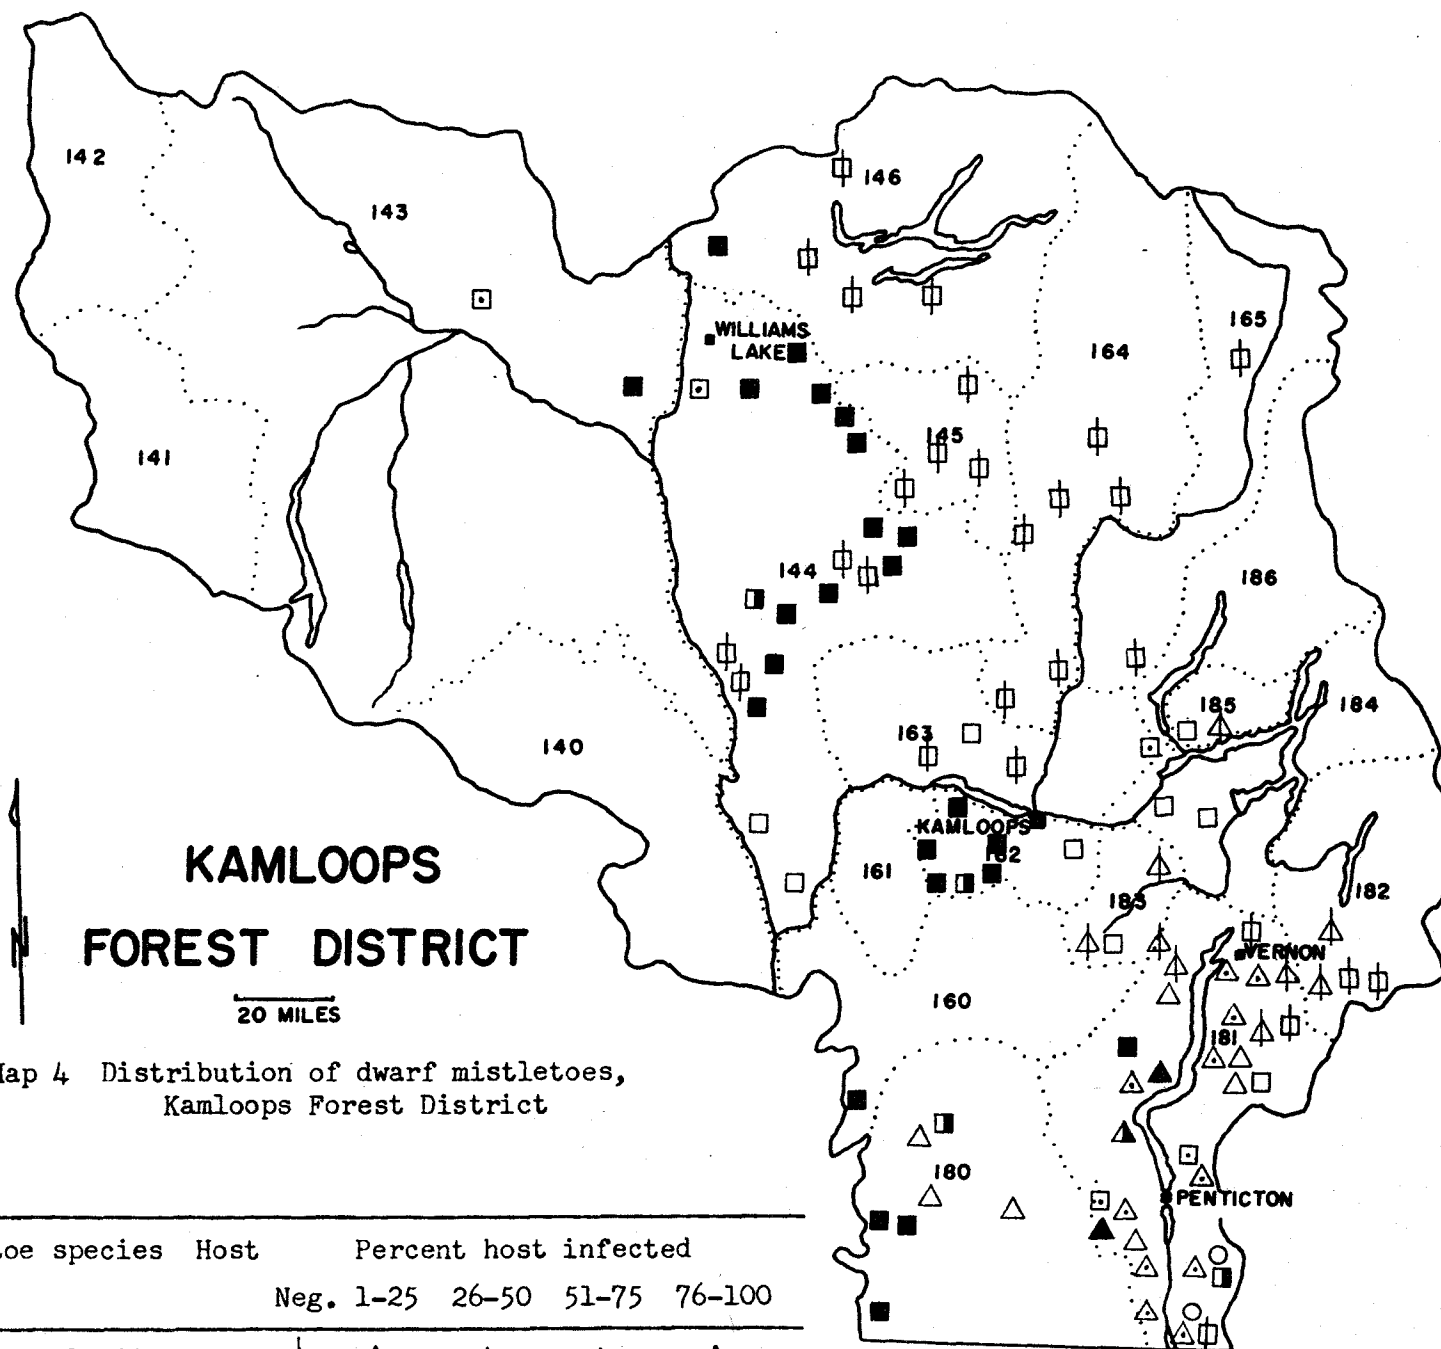 142
146
143
165
WILLIAMS
LAKE
164
145
141
144
186
185
184
140
163
KAMLOOPS
161
182
183
VERNON
160
181
180
PENTICTON
KAMLOOPS
FOREST DISTRICT
N
20 MILES
Map 4 Distribution of dwarf mistletoes,
Kamloops Forest District
toe species Host Percent host infected
Neg. 1-25 26-50 51-75 76-100